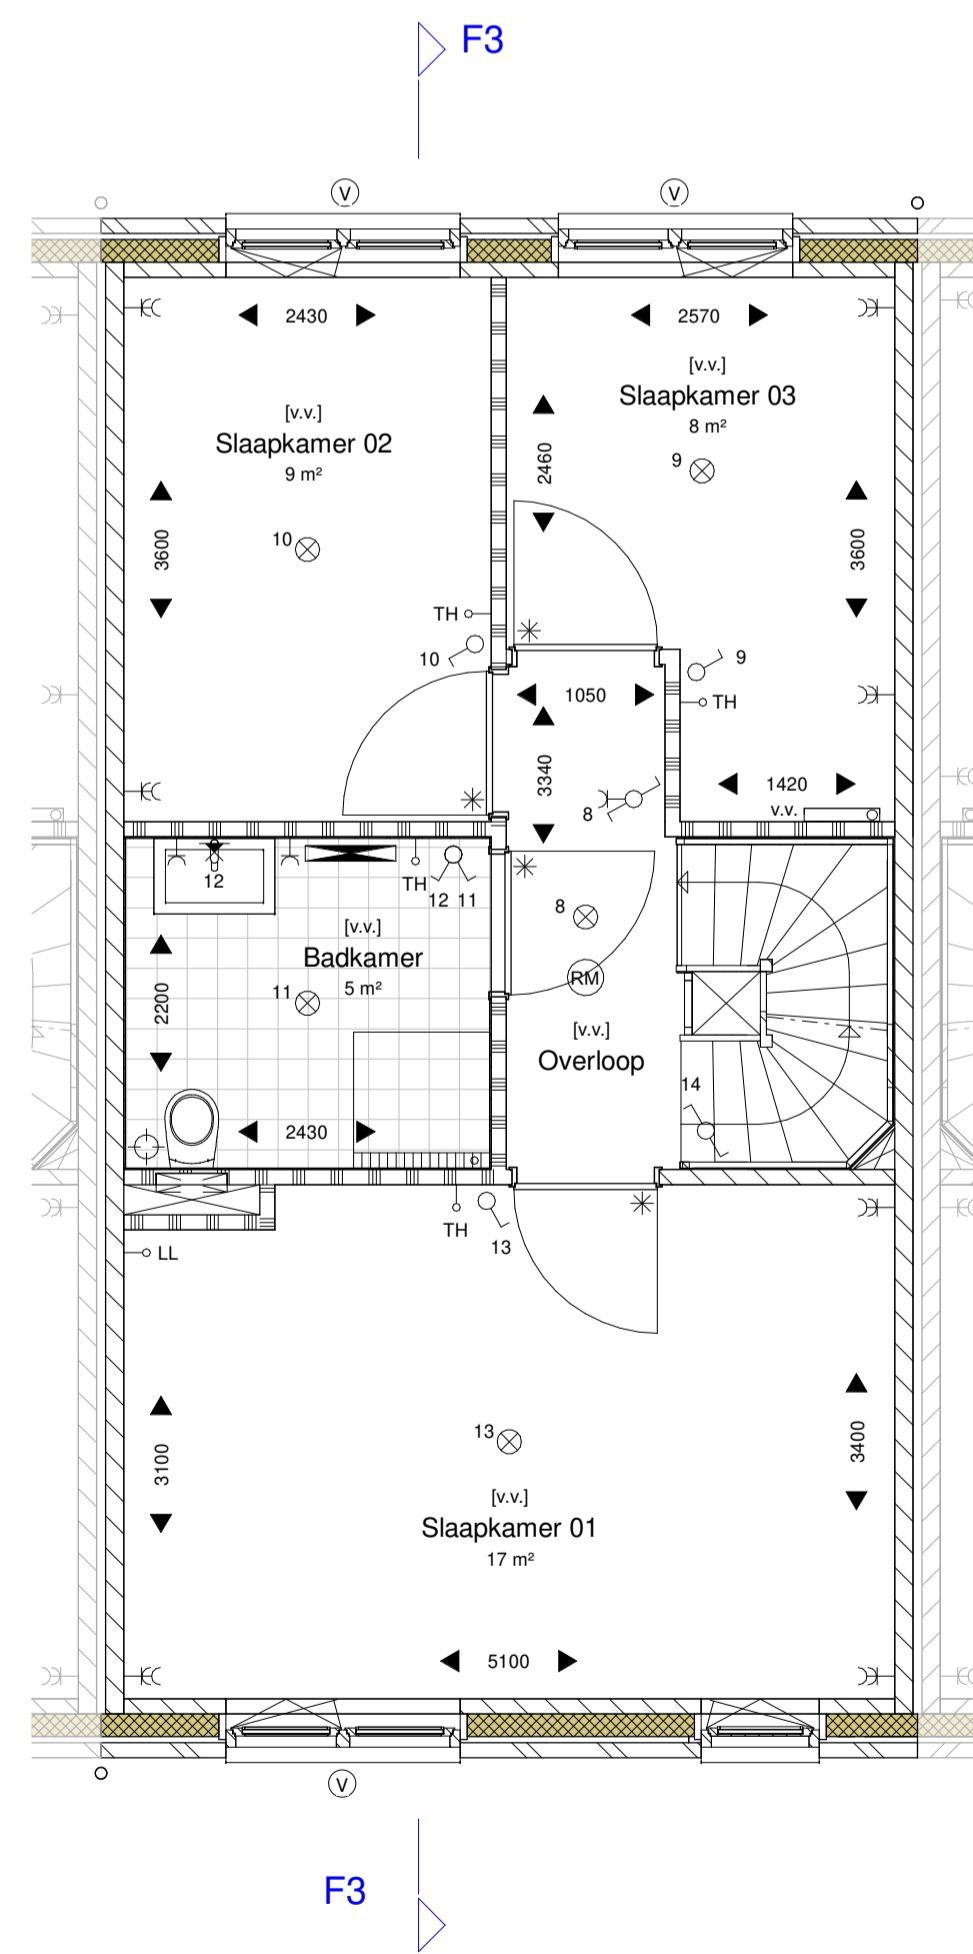 F3
V
V
2430
2570
[v.v.]
Slaapkamer 03
8 m²
[v.v.]
Slaapkamer 02
9 m²
2460
9
3600
10
3600
TH
10
9
1050
TH
3340
1420
v.v.
8
12
TH
12 11
8
[v.v.]
Badkamer
5 m²
RM
2200
11
[v.v.]
Overloop
14
2430
TH
13
LL
13
3100
3400
[v.v.]
Slaapkamer 01
17 m²
5100
V
F3